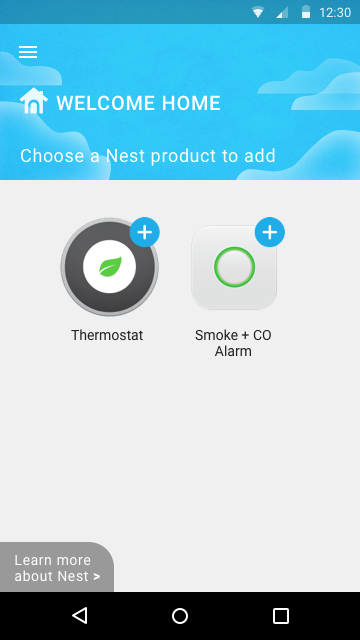 12:30
WELCOME HOME
Choose a Nest product to add
Thermostat
Smoke + CO
Alarm
Learn more
about Nest >